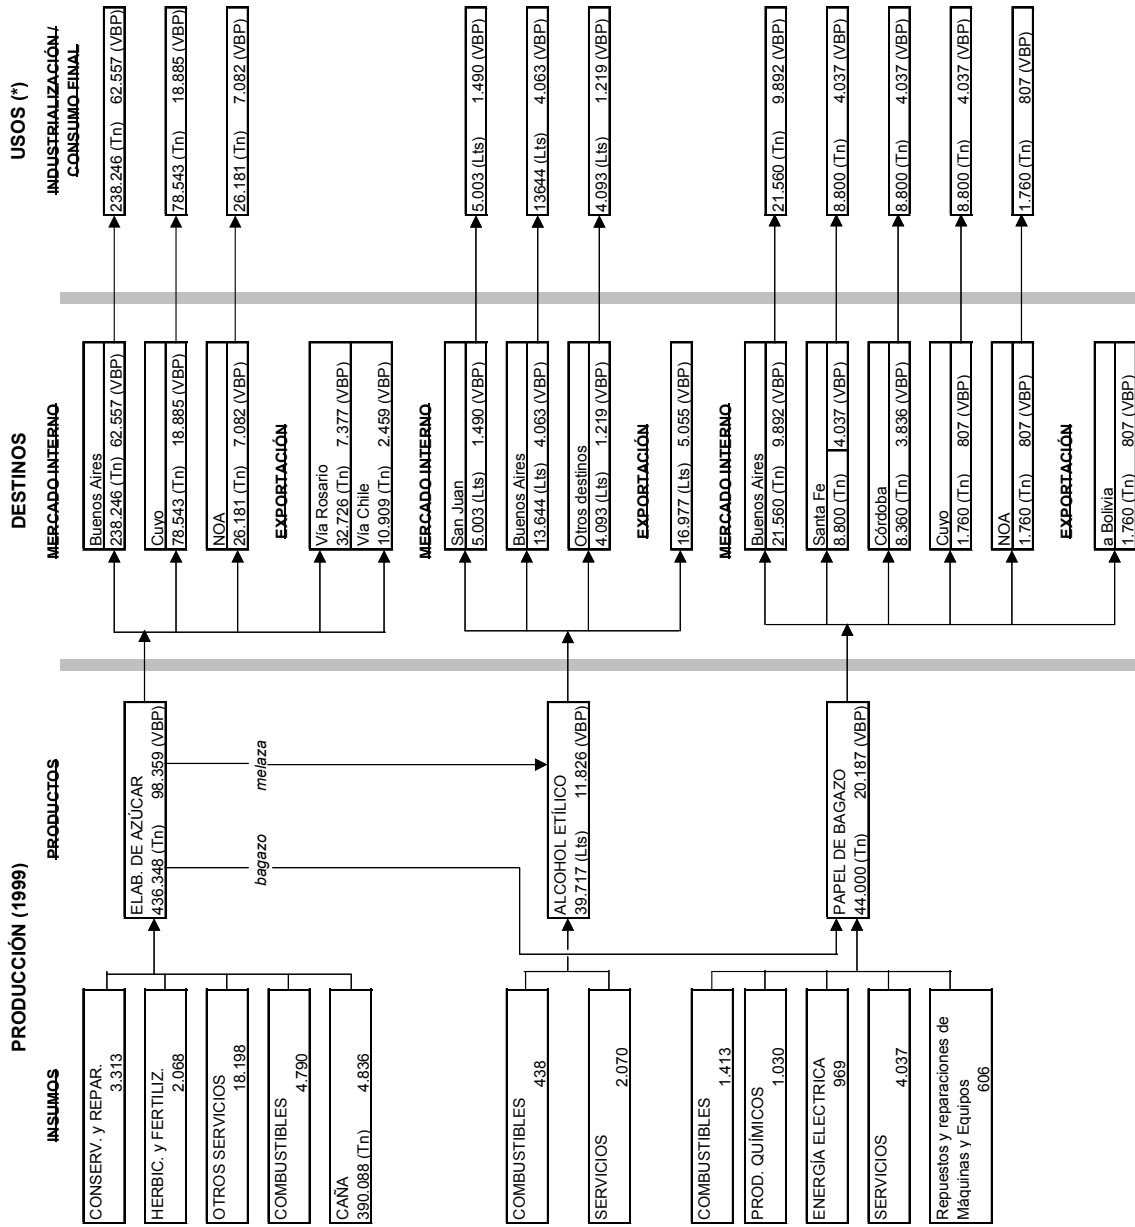 PRODUCCIÓN (1999)
DESTINOS
USOS (*)
INSUMOS
PRODUCTOS
MERCADO INTERNO
INDUSTRIALIZACIÓN /
CONSUMO FINAL
CONSERV. y REPAR.
3.313
HERBIC. y FERTILIZ.
2.068
OTROS SERVICIOS
18.198
COMBUSTIBLES
4.790
CAÑA
390.088 (Tn) 4.836
ELAB. DE AZÚCAR
436.348 (Tn) 98.359 (VBP)
bagazo
melaza
Buenos Aires
238.246 (Tn) 62.557 (VBP)
Cuyo
78.543 (Tn) 18.885 (VBP)
NOA
26.181 (Tn) 7.082 (VBP)
EXPORTACIÓN
Vía Rosario
32.726 (Tn) 7.377 (VBP)
Vía Chile
10.909 (Tn) 2.459 (VBP)
238.246 (Tn) 62.557 (VBP)
78.543 (Tn) 18.885 (VBP)
26.181 (Tn) 7.082 (VBP)
COMBUSTIBLES
438
SERVICIOS
2.070
ALCOHOL ETÍLICO
39.717 (Lts) 11.826 (VBP)
MERCADO INTERNO
San Juan
5.003 (Lts) 1.490 (VBP)
Buenos Aires
13.644 (Lts) 4.063 (VBP)
Otros destinos
4.093 (Lts) 1.219 (VBP)
EXPORTACIÓN
16.977 (Lts) 5.055 (VBP)
5.003 (Lts) 1.490 (VBP)
13644 (Lts) 4.063 (VBP)
4.093 (Lts) 1.219 (VBP)
COMBUSTIBLES
1.413
PROD. QUÍMICOS
1.030
ENERGÍA ELECTRICA
969
SERVICIOS
4.037
Repuestos y reparaciones de
Máquinas y Equipos
606
PAPEL DE BAGAZO
44.000 (Tn) 20.187 (VBP)
MERCADO INTERNO
Buenos Aires
21.560 (Tn) 9.892 (VBP)
Santa Fe
8.800 (Tn) 4.037 (VBP)
Córdoba
8.360 (Tn) 3.836 (VBP)
Cuyo
1.760 (Tn) 807 (VBP)
NOA
1.760 (Tn) 807 (VBP)
EXPORTACIÓN
a Bolivia
1.760 (Tn) 807 (VBP)
21.560 (Tn) 9.892 (VBP)
8.800 (Tn) 4.037 (VBP)
8.800 (Tn) 4.037 (VBP)
8.800 (Tn) 4.037 (VBP)
1.760 (Tn) 807 (VBP)